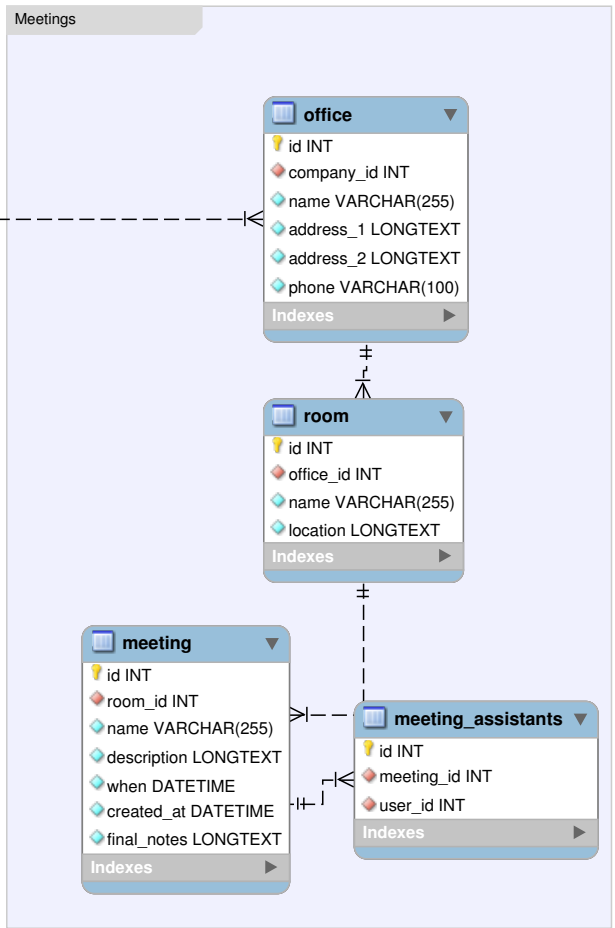 Meetings
office
id INT
company_id INT
name VARCHAR(255)
address_1 LONGTEXT
address_2 LONGTEXT
phone VARCHAR(100)
Indexes
room
id INT
office_id INT
name VARCHAR(255)
location LONGTEXT
Indexes
meeting
id INT
room_id INT
name VARCHAR(255)
description LONGTEXT
when DATETIME
created_at DATETIME
final_notes LONGTEXT
Indexes
meeting_assistants
id INT
meeting_id INT
user_id INT
Indexes